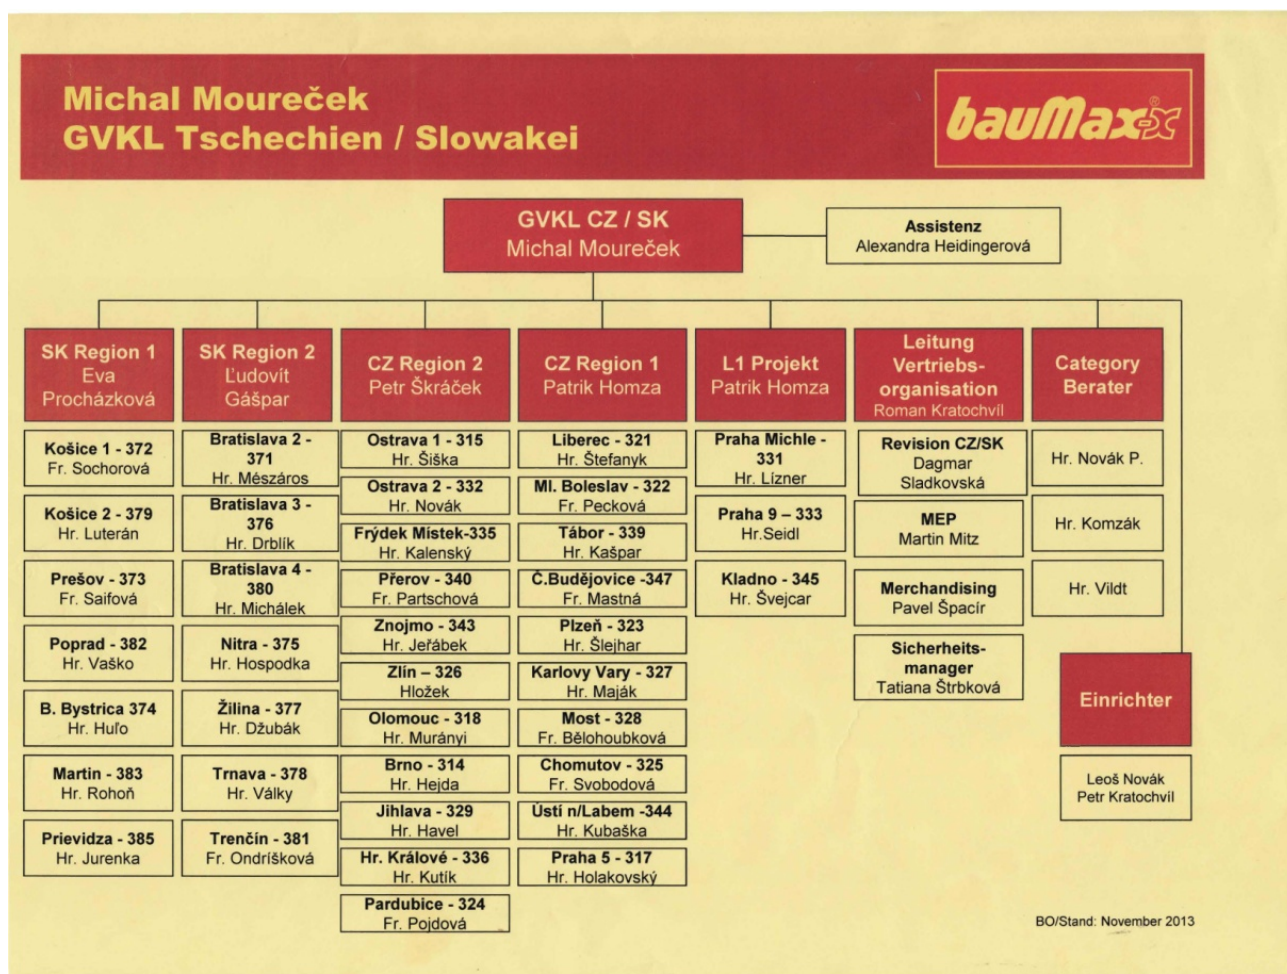 Michal Moureček
GVKL Tschechien / Slowakei
bauMax-x®
GVKL CZ / SK
Michal Moureček
Assistenz
Alexandra Heidingerová
SK Region 1
Eva
Procházková
Košice 1 - 372
Fr. Sochorová
Košice 2 - 379
Hr. Luterán
Prešov - 373
Fr. Saifová
Poprad - 382
Hr. Vaško
B. Bystrica 374
Hr. Huľo
Martin - 383
Hr. Rohoň
Prievidza - 385
Hr. Jurenka
SK Region 2
Ľudovít
Gášpar
Bratislava 2 -
371
Hr. Mészáros
Bratislava 3 -
376
Hr. Drblík
Bratislava 4 -
380
Hr. Michálek
Nitra - 375
Hr. Hospodka
Žilina - 377
Hr. Džubák
Trnava - 378
Hr. Války
Trenčín - 381
Fr. Ondríšková
CZ Region 2
Petr Škráček
Ostrava 1 - 315
Hr. Šiška
Ostrava 2 - 332
Hr. Novák
Frýdek Místek-335
Hr. Kalenský
Přerov - 340
Fr. Partschová
Znojmo - 343
Hr. Jeřábek
Zlín – 326
Hložek
Olomouc - 318
Hr. Murányi
Brno - 314
Hr. Hejda
Jihlava - 329
Hr. Havel
Hr. Králové - 336
Hr. Kutík
Pardubice - 324
Fr. Pojdová
CZ Region 1
Patrik Homza
Liberec - 321
Hr. Štefanyk
Ml. Boleslav - 322
Fr. Pecková
Tábor - 339
Hr. Kašpar
Č.Budějovice -347
Fr. Mastná
Plzeň - 323
Hr. Šlejhar
Karlovy Vary - 327
Hr. Maják
Most - 328
Fr. Bělohoubková
Chomutov - 325
Fr. Svobodová
Ústí n/Labem -344
Hr. Kubaška
Praha 5 - 317
Hr. Holakovský
L1 Projekt
Patrik Homza
Praha Michle -
331
Hr. Lízner
Praha 9 – 333
Hr.Seidl
Kladno - 345
Hr. Švejcar
Leitung
Vertriebs-
organisation
Roman Kratochvíl
Revision CZ/SK
Dagmar
Sladkovská
MEP
Martin Mitz
Merchandising
Pavel Špacír
Sicherheits-
manager
Tatiana Štrbková
Category
Berater
Hr. Novák P.
Hr. Komzák
Hr. Vildt
Einrichter
Leoš Novák
Petr Kratochvíl
BO/Stand: November 2013